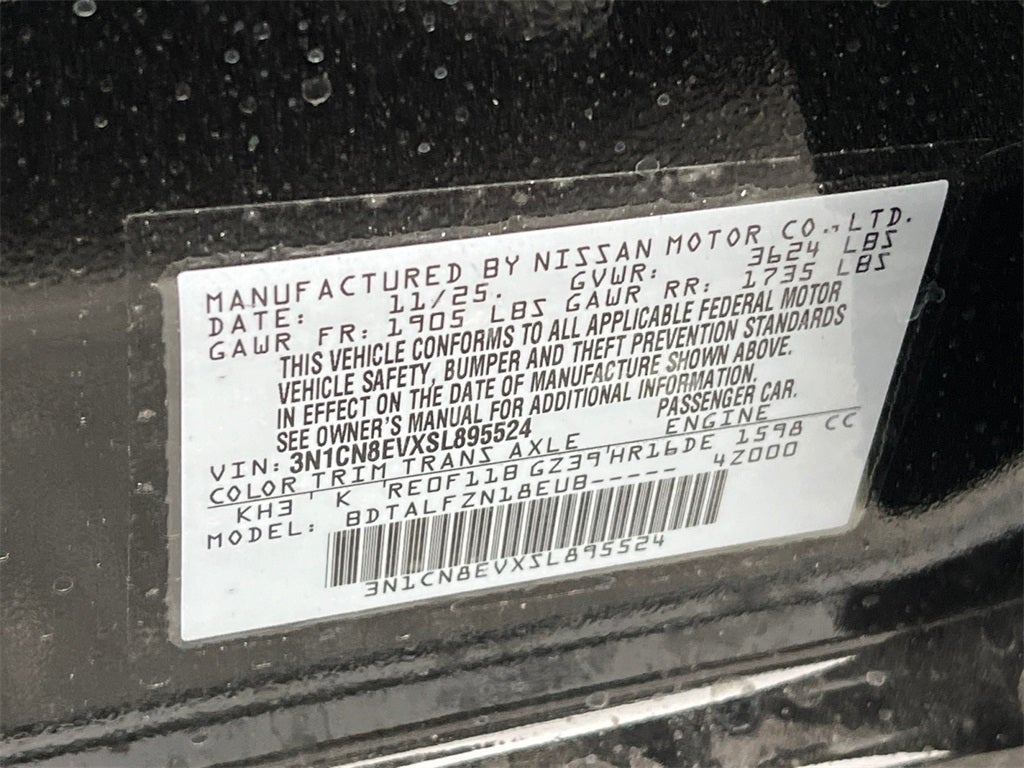 MANUFACTURED BY NISSAN MOTOR CO., LTD.
DATE: 11/25. GVWR: 3624 LBS
GAWR FR: 1905 LBS GAWR RR: 1735 LBS
THIS VEHICLE CONFORMS TO ALL APPLICABLE FEDERAL MOTOR
VEHICLE SAFETY, BUMPER AND THEFT PREVENTION STANDARDS
IN EFFECT ON THE DATE OF MANUFACTURE SHOWN ABOVE.
SEE OWNER'S MANUAL FOR ADDITIONAL INFORMATION.
VIN: 3N1CN8EVXSL895524 PASSENGER CAR.
COLOR TRIM TRANS AXLE ENGINE
KH3 ' K RE0F11B GZ39'HR16DE 1598 CC
MODEL: BDTALFZN18EUB----- 4Z000
3N1CN8EVXSL895524